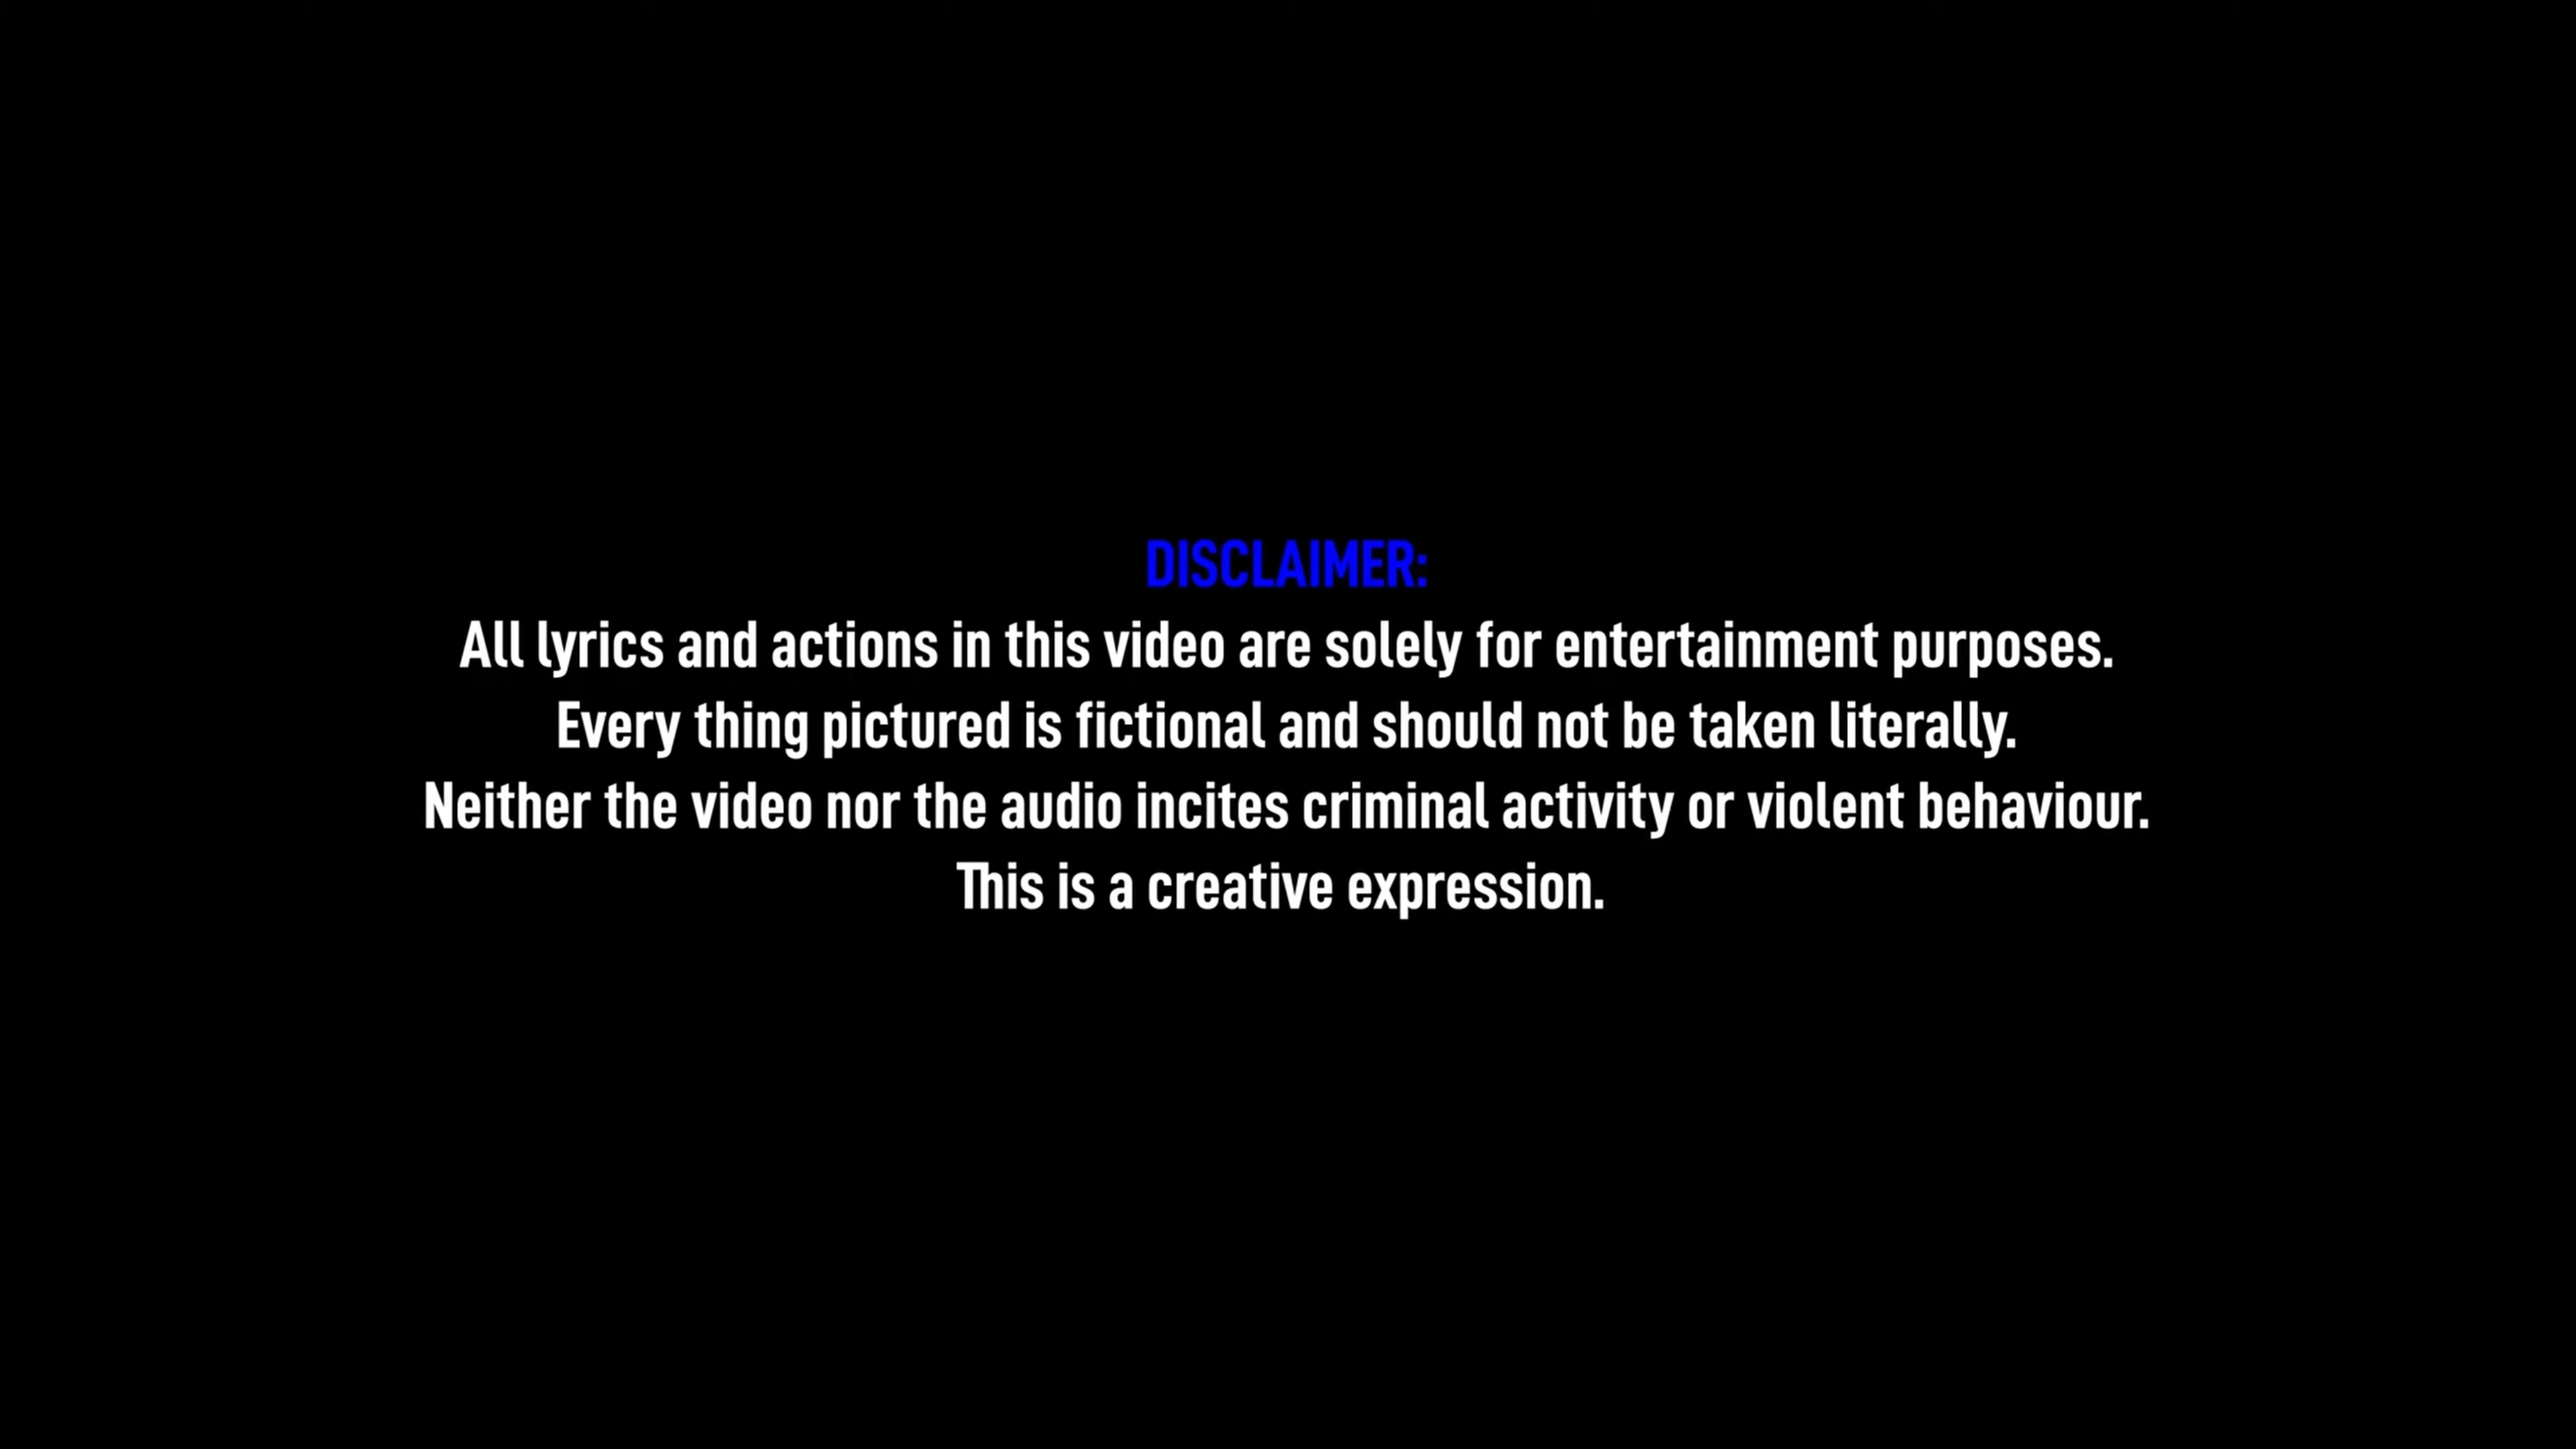 DISCLAIMER:
All lyrics and actions in this video are solely for entertainment purposes.
Every thing pictured is fictional and should not be taken literally.
Neither the video nor the audio incites criminal activity or violent behaviour.
This is a creative expression.